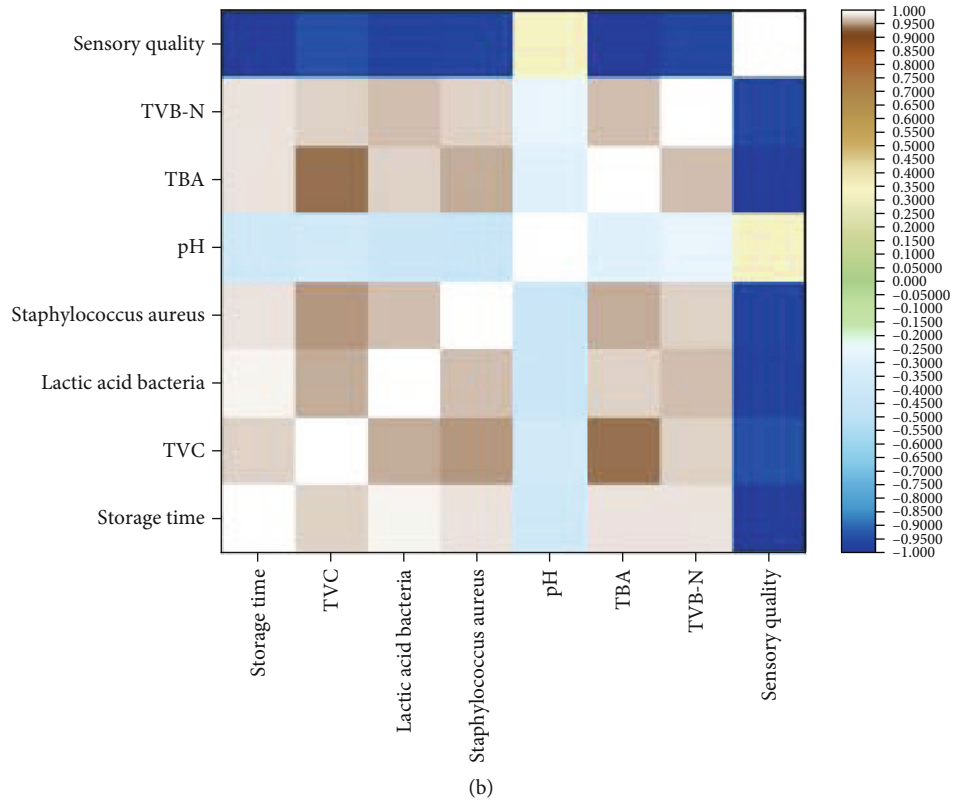 Sensory quality
TVB-N
TBA
pH
Staphylococcus aureus
Lactic acid bacteria
TVC
Storage time
Storage time
TVC
Lactic acid bacteria
Staphylococcus aureus
pH
TBA
TVB-N
Sensory quality
1.000
0.9500
0.9000
0.8500
0.8000
0.7500
0.7000
0.6500
0.6000
0.5500
0.5000
0.4500
0.4000
0.3500
0.3000
0.2500
0.2000
0.1500
0.1000
0.05000
0.000
−0.05000
−0.1000
−0.1500
−0.2000
−0.2500
−0.3000
−0.3500
−0.4000
−0.4500
−0.5000
−0.5500
−0.6000
−0.6500
−0.7000
−0.7500
−0.8000
−0.8500
−0.9000
−0.9500
−1.000
(b)